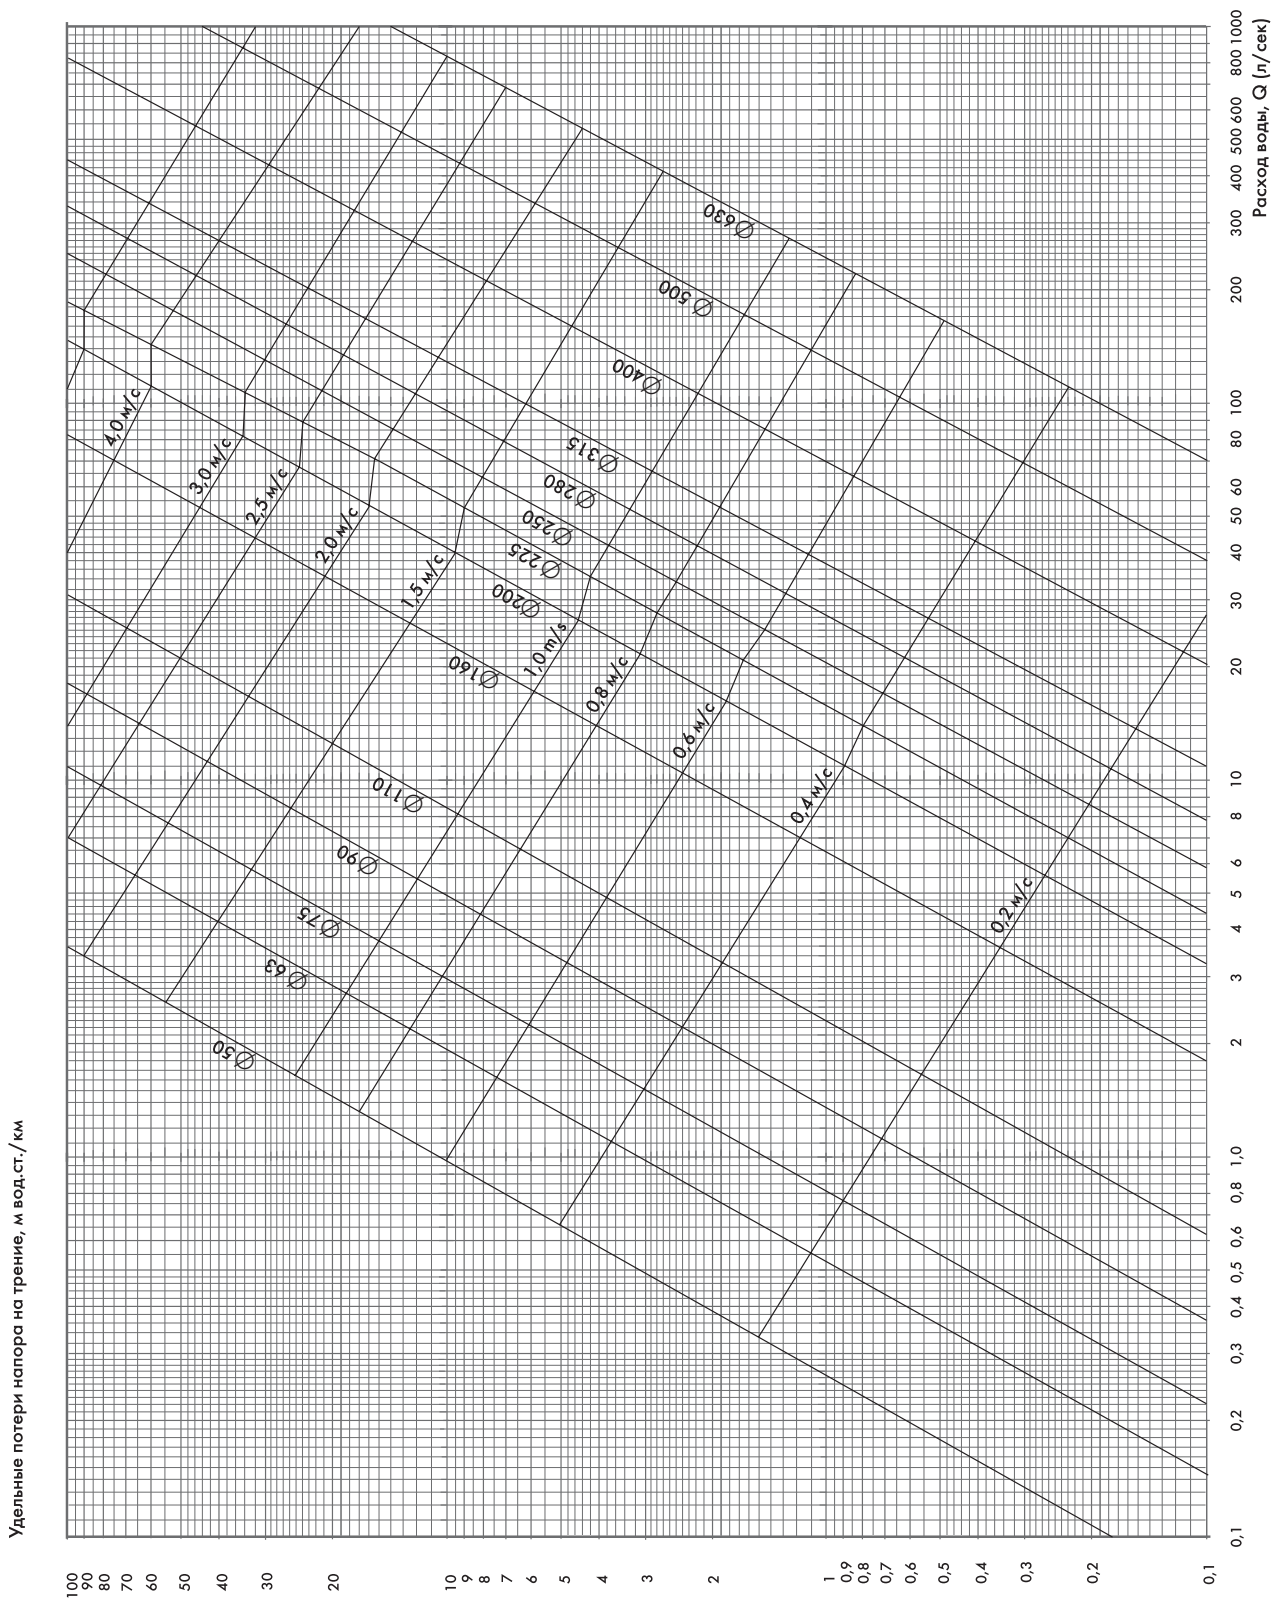 Удельные потери напора на трение, м вод.ст./км
100
90
80
70
60
50
40
30
20
10
9
8
7
6
5
4
3
2
1
0,9
0,8
0,7
0,6
0,5
0,4
0,3
0,2
0,1
4,0 м/с
3,0 м/с
2,5 м/с
2,0 м/с
1,5 м/с
1,0 m/s
0,8 м/с
0,6 м/с
0,4 м/с
0,2 м/с
Ø50
Ø63
Ø75
Ø90
Ø110
Ø160
Ø200
Ø225
Ø250
Ø280
Ø315
Ø400
Ø500
Ø630
0,1
0,2
0,3
0,4
0,5
0,6
0,8
1,0
2
3
4
5
6
8
10
20
30
40
50
60
80
100
200
300
400
500
600
800
1000
Расход воды, Q (л/сек)